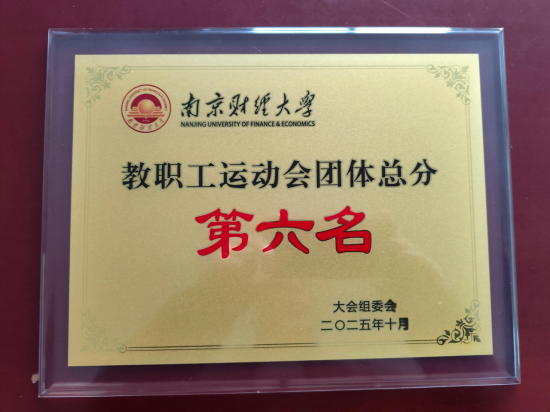 南京财经大学
NANJING UNIVERSITY OF FINANCE & ECONOMICS
教职工运动会团体总分
第六名
大会组委会
二〇二五年十月